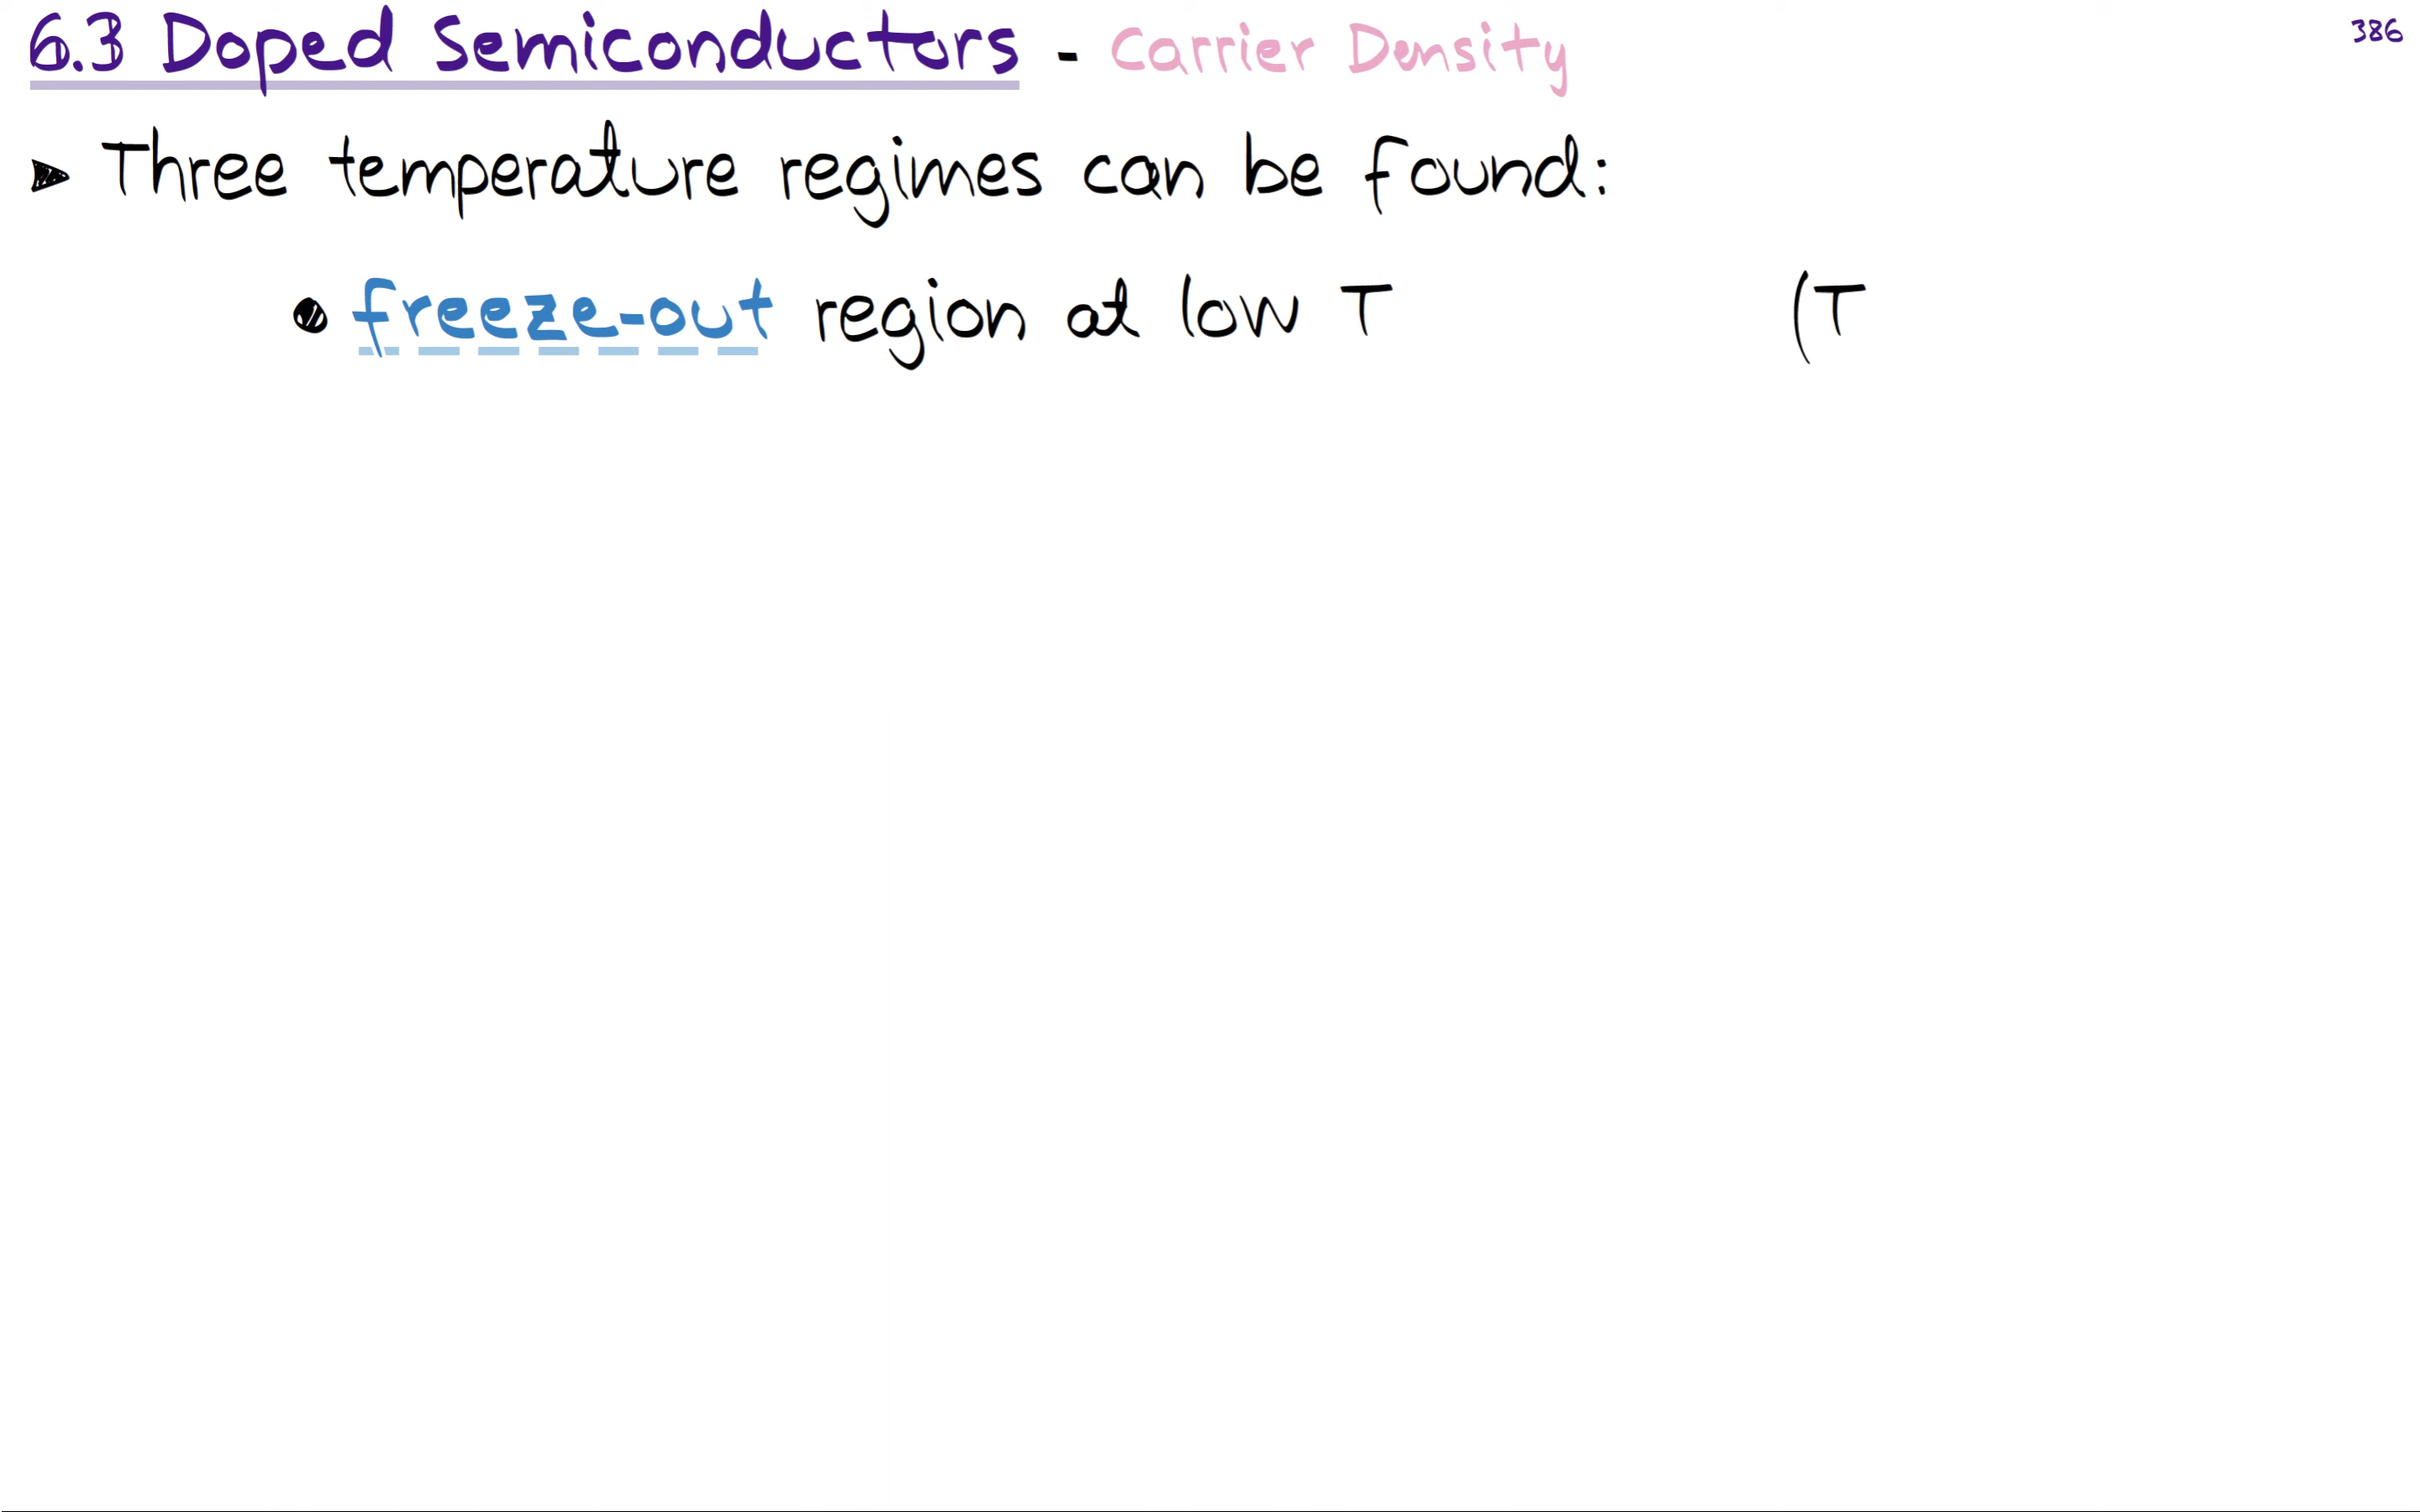 6.3 Doped Semiconductors - Carrier Density 386
Three temperature regimes can be found:
freeze-out region at low T (T